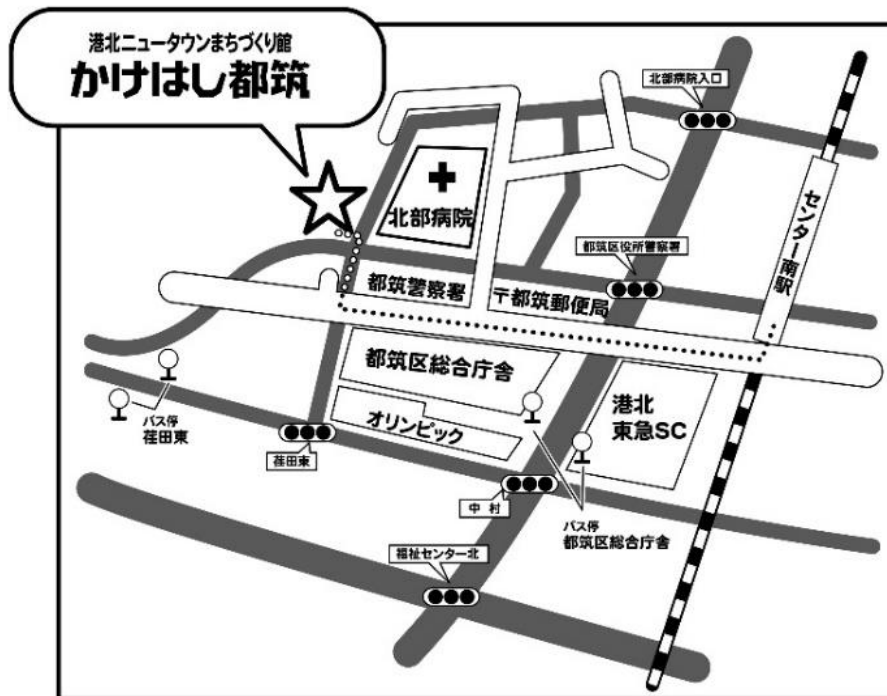 港北ニュータウンまちづくり館
かけはし都筑
北部病院入口
北部病院
センター南駅
都筑区役所警察署
都筑警察署
〒都筑郵便局
都筑区総合庁舎
港北
東急SC
オリンピック
バス停
荏田東
荏田東
中村
バス停
都筑区総合庁舎
福祉センター北